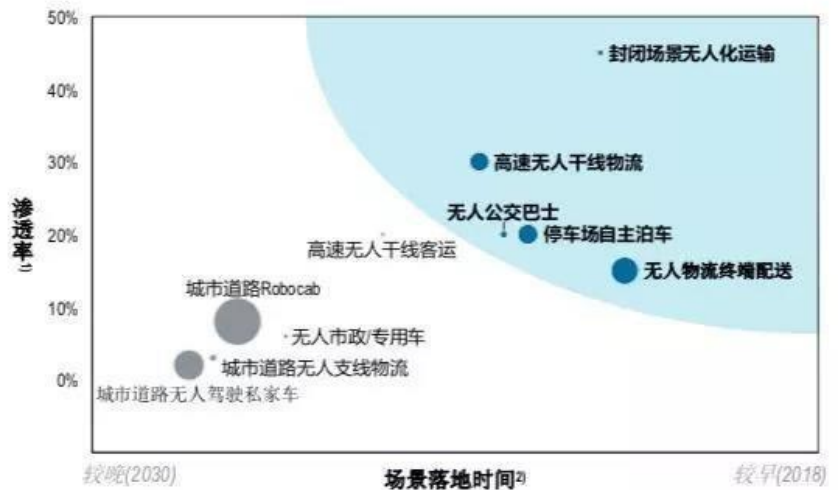 50%
封闭场景无人化运输
40%
30%
高速无人干线物流
渗透率1)
无人公交巴士
20%
停车场自主泊车
高速无人干线客运
无人物流终端配送
城市道路Robocab
10%
无人市政/专用车
城市道路无人支线物流
0%
城市道路无人驾驶私家车
较晚(2030)
场景落地时间2)
较早(2018)